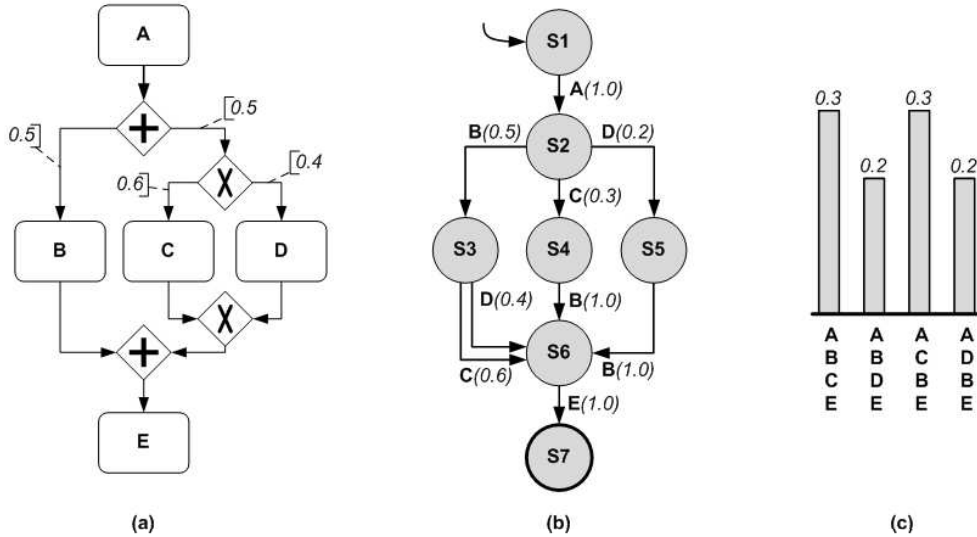 A
0.5
0.5
0.4
0.6
B
C
D
E
(a)
S1
A(1.0)
B(0.5)
S2
D(0.2)
C(0.3)
S3
S4
S5
D(0.4)
B(1.0)
S6
C(0.6)
B(1.0)
E(1.0)
S7
(b)
0.3
0.2
0.3
0.2
A B C E
A B D E
A C B E
A D B E
(c)